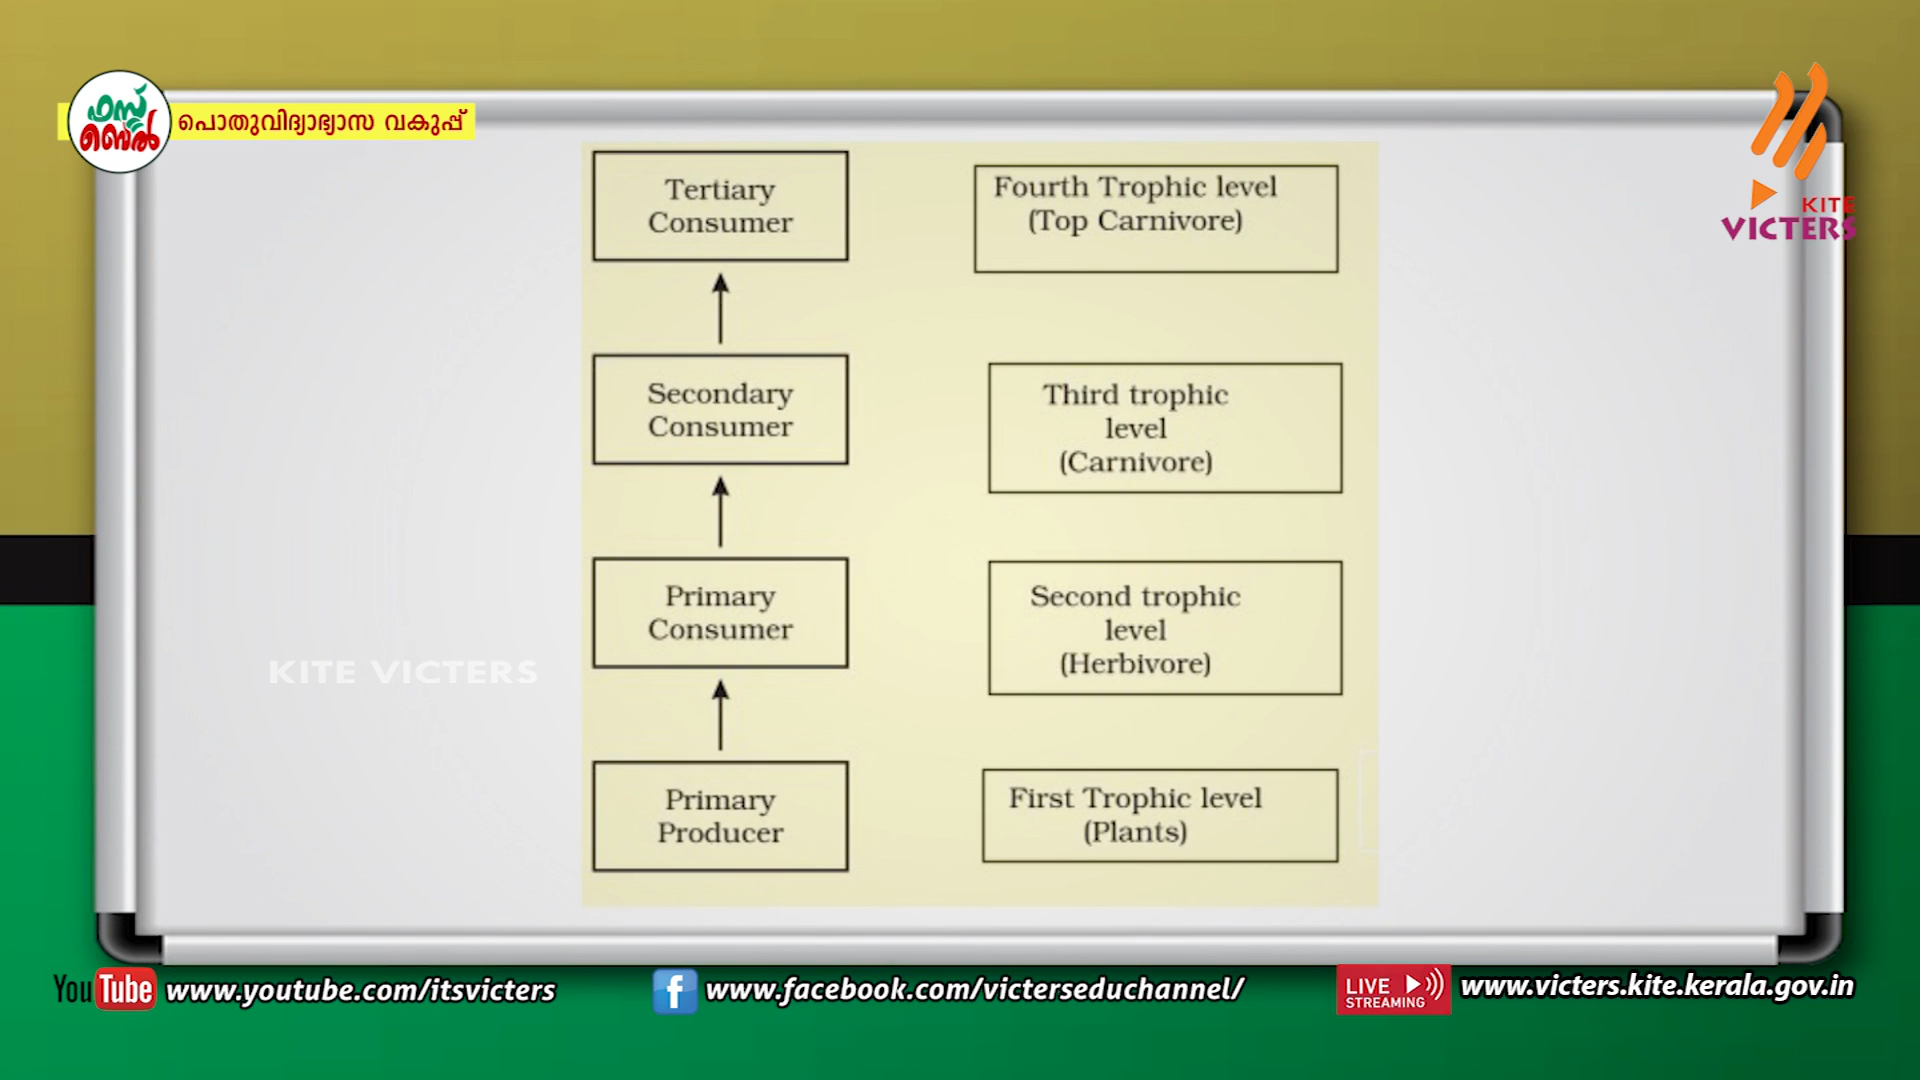 ഫസ്റ്റ്
ബെൽ
പൊതുവിദ്യാഭ്യാസ വകുപ്പ്
KITE
VICTERS
Tertiary
Consumer
Fourth Trophic level
(Top Carnivore)
Secondary
Consumer
Third trophic
level
(Carnivore)
Primary
Consumer
Second trophic
level
(Herbivore)
KITE VICTERS
Primary
Producer
First Trophic level
(Plants)
YouTube www.youtube.com/itsvicters
f www.facebook.com/victerseduchannel/
LIVE
STREAMING
www.victers.kite.kerala.gov.in